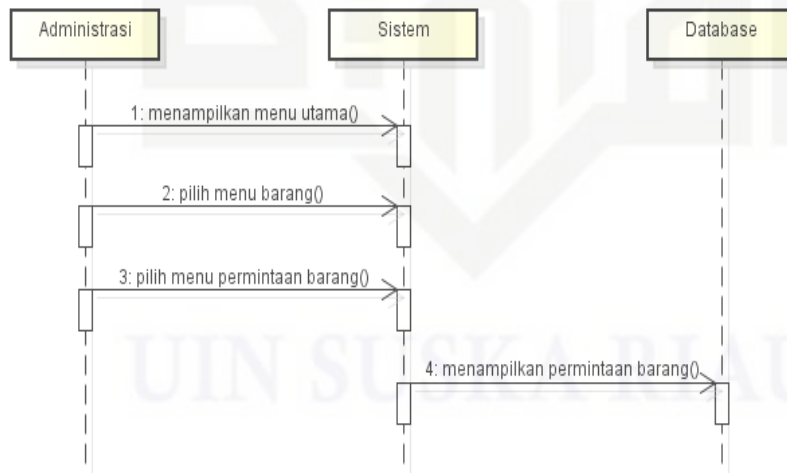 Administrasi
Sistem
Database
1: menampilkan menu utama()
2: pilih menu barang()
3: pilih menu permintaan barang()
4: menampilkan permintaan barang()
UIN SUSKA RIAU